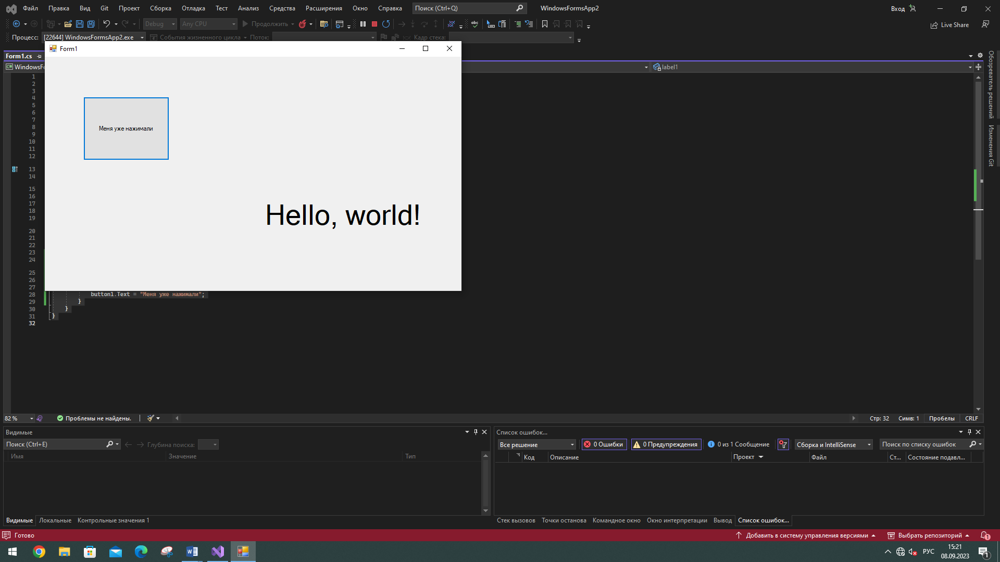 Файл Правка Вид Git Проект Сборка Отладка Тест Анализ Средства Расширения Окно Справка Поиск (Ctrl+Q) WindowsFormsApp2 Вход
Debug Any CPU Продолжить Live Share
Процесс: [22644] WindowsFormsApp2.exe События жизненного цикла Поток: Кадр стека:
Form1
Form1.cs
WindowsFo label1
Обозреватель решений
Изменения Git
Меня уже нажимали
Hello, world!
1
2
3
4
5
6
7
8
9
10
11
12
13
14
15
16
17
18
19
20
21
22
23
24
25
26
27
28 button1.Text = "Меня уже нажимали";
29 }
30 }
31 }
32
82 % Проблемы не найдены. Стр: 32 Симв: 1 Пробелы CRLF
Видимые
Поиск (Ctrl+E) Глубина поиска:
Имя Значение Тип
Видимые Локальные Контрольные значения 1
Список ошибок...
Все решение 0 Ошибки 0 Предупреждения 0 из 1 Сообщение Сборка и IntelliSense Поиск по списку ошибок
Код Описание Проект Файл Ст... Состояние подавл...
Стек вызовов Точки останова Командное окно Окно интерпретации Вывод Список ошибок...
Готово Добавить в систему управления версиями Выбрать репозиторий 1
РУС 15:21
08.09.2023 1